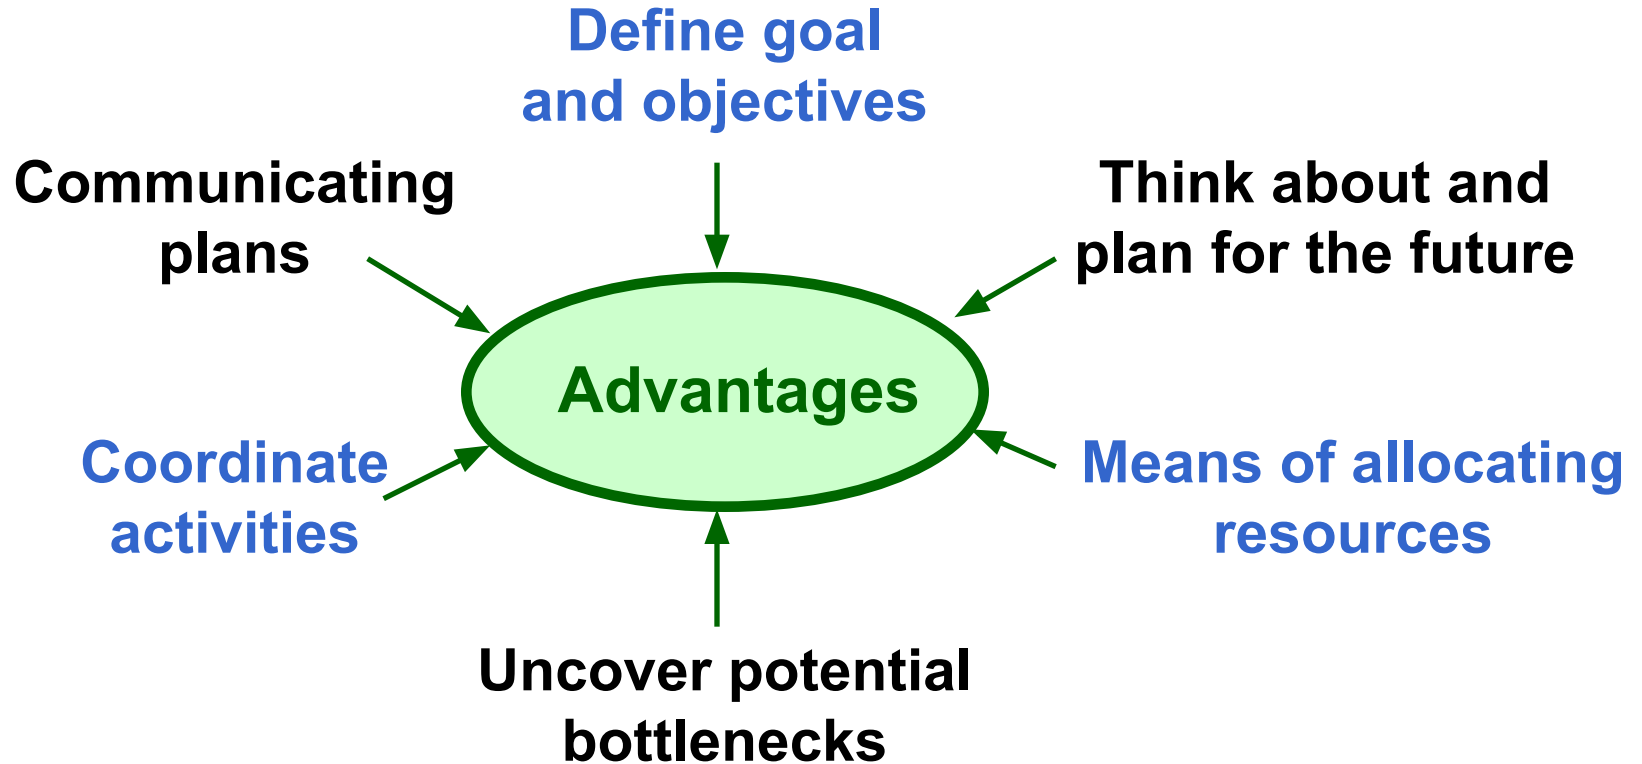 Define goal
and objectives
Communicating
plans
Think about and
plan for the future
Advantages
Coordinate
activities
Means of allocating
resources
Uncover potential
bottlenecks